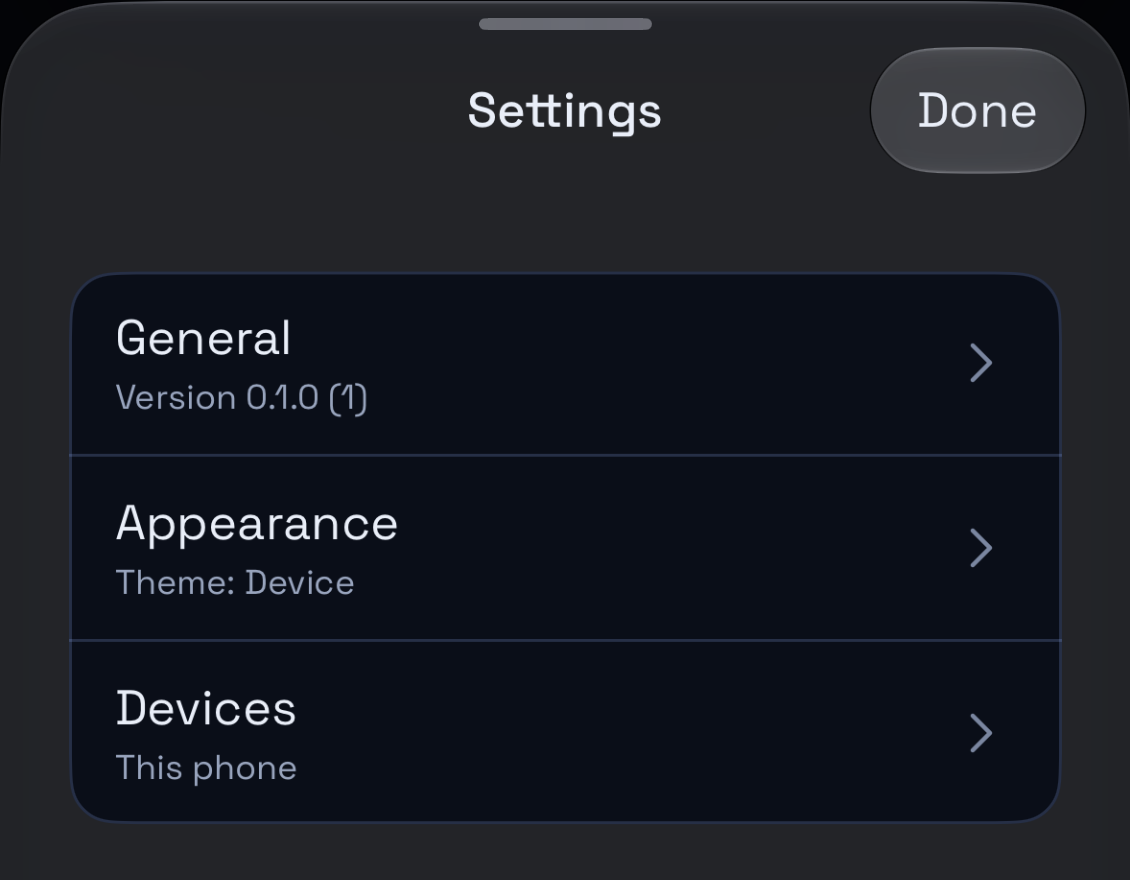 Settings
Done
General
Version 0.1.0 (1)
Appearance
Theme: Device
Devices
This phone